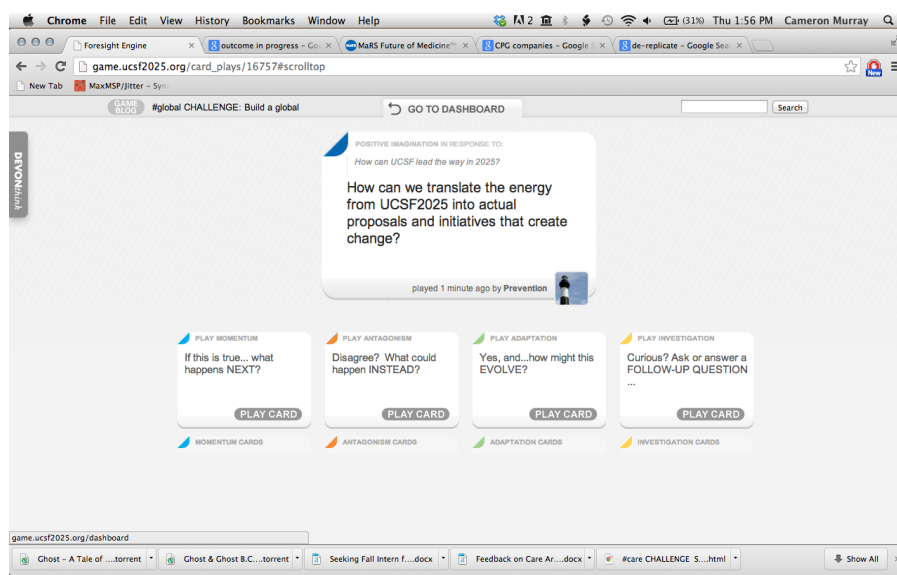 Chrome File Edit View History Bookmarks Window Help 2 (31%) Thu 1:56 PM Cameron Murray
Foresight Engine × outcome in progress – Goo × MaRS Future of Medicine™ × CPG companies – Google S × de-replicate – Google Sear ×
game.ucsf2025.org/card_plays/16757#scrolltop
New Tab MaxMSP/Jitter – Syn
GAME BLOG #global CHALLENGE: Build a global GO TO DASHBOARD Search
DEVONthink
POSITIVE IMAGINATION IN RESPONSE TO:
How can UCSF lead the way in 2025?
How can we translate the energy
from UCSF2025 into actual
proposals and initiatives that create
change?
played 1 minute ago by Prevention
PLAY MOMENTUM PLAY ANTAGONISM PLAY ADAPTATION PLAY INVESTIGATION
If this is true... what Disagree? What could Yes, and...how might this Curious? Ask or answer a
happens NEXT? happen INSTEAD? EVOLVE? FOLLOW-UP QUESTION
...
PLAY CARD PLAY CARD PLAY CARD PLAY CARD
MOMENTUM CARDS ANTAGONISM CARDS ADAPTATION CARDS INVESTIGATION CARDS
game.ucsf2025.org/dashboard
Ghost – A Tale of ....torrent Ghost & Ghost B.C....torrent Seeking Fall Intern f....docx Feedback on Care Ar....docx #care CHALLENGE S....html Show All